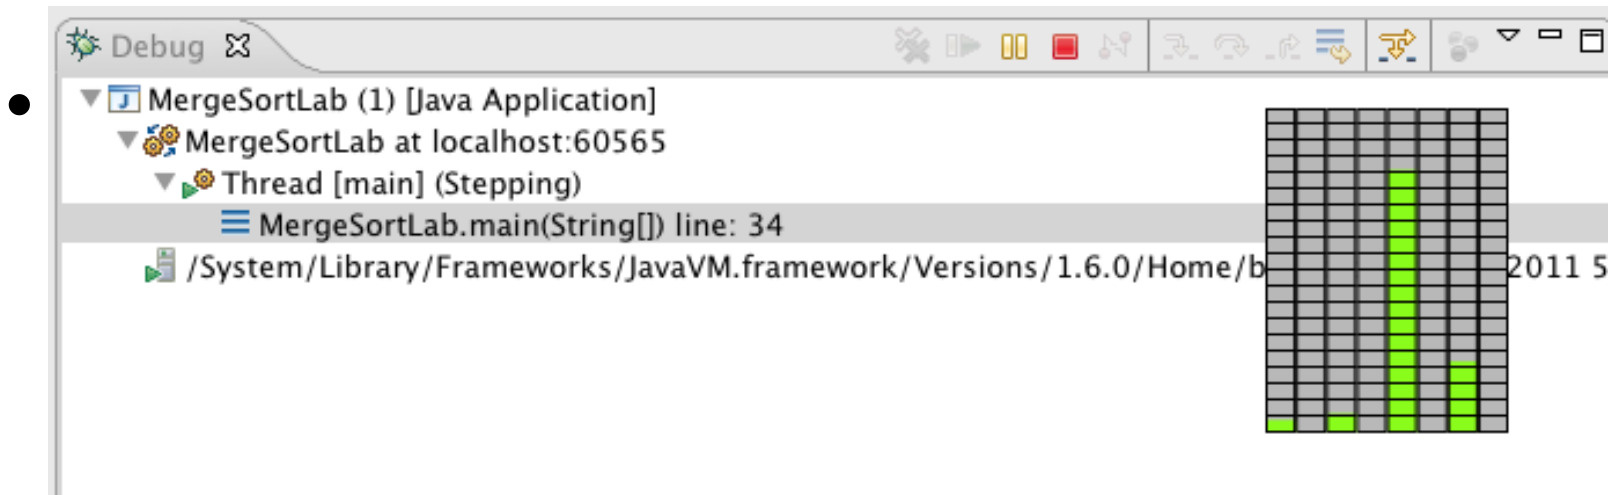 Debug
MergeSortLab (1) [Java Application]
MergeSortLab at localhost:60565
Thread [main] (Stepping)
MergeSortLab.main(String[]) line: 34
/System/Library/Frameworks/JavaVM.framework/Versions/1.6.0/Home/b 2011 5